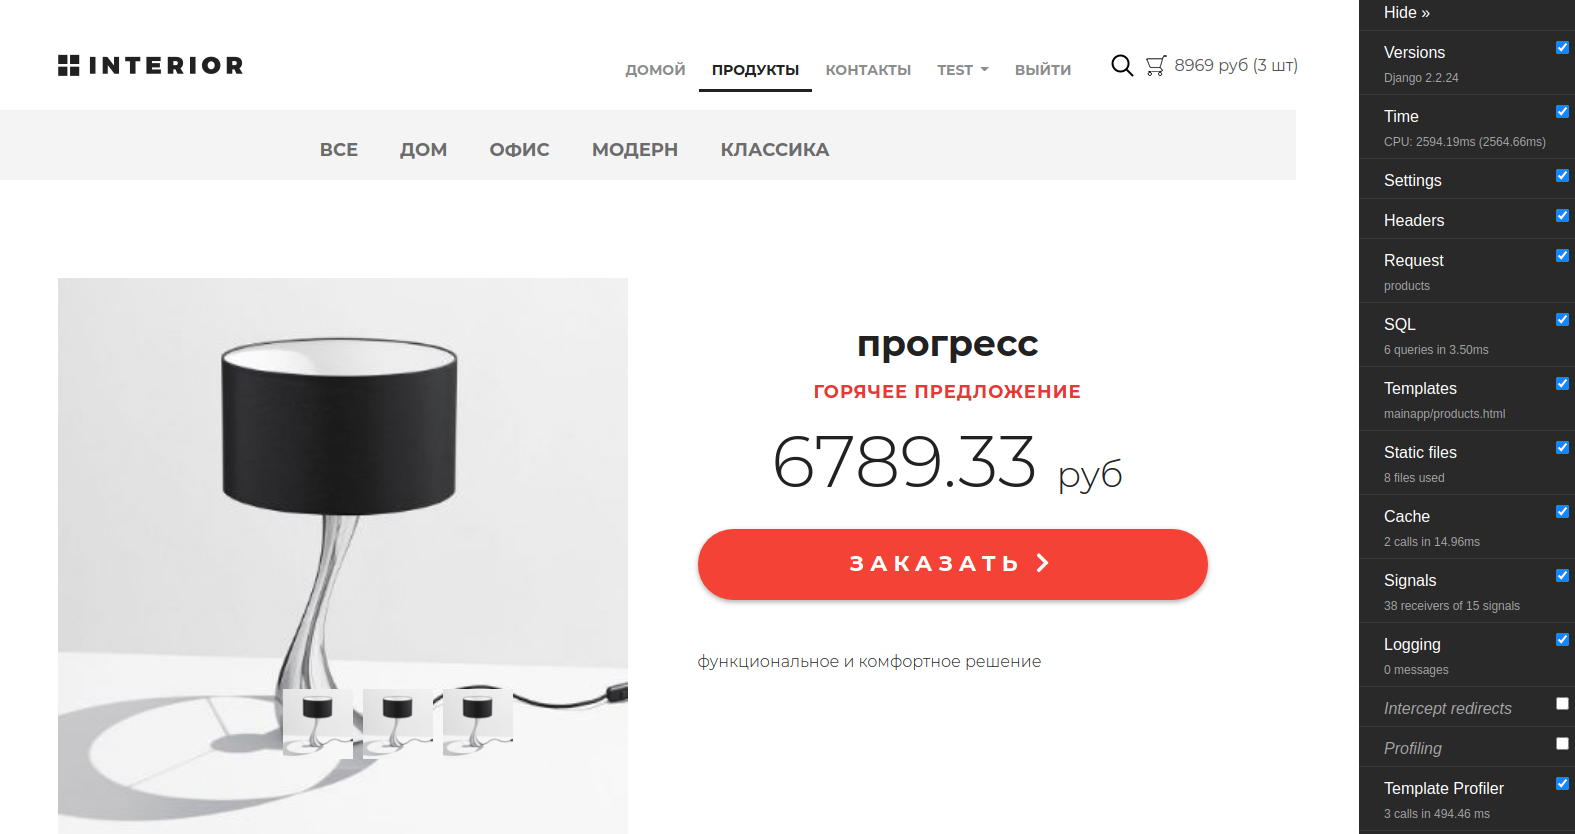 INTERIOR
ДОМОЙ ПРОДУКТЫ КОНТАКТЫ TEST ВЫЙТИ 8969 руб (3 шт)
ВСЕ ДОМ ОФИС МОДЕРН КЛАССИКА
прогресс
ГОРЯЧЕЕ ПРЕДЛОЖЕНИЕ
6789.33 руб
ЗАКАЗАТЬ
функциональное и комфортное решение
Hide »
Versions
Django 2.2.24
Time
CPU: 2594.19ms (2564.66ms)
Settings
Headers
Request
products
SQL
6 queries in 3.50ms
Templates
mainapp/products.html
Static files
8 files used
Cache
2 calls in 14.96ms
Signals
38 receivers of 15 signals
Logging
0 messages
Intercept redirects
Profiling
Template Profiler
3 calls in 494.46 ms